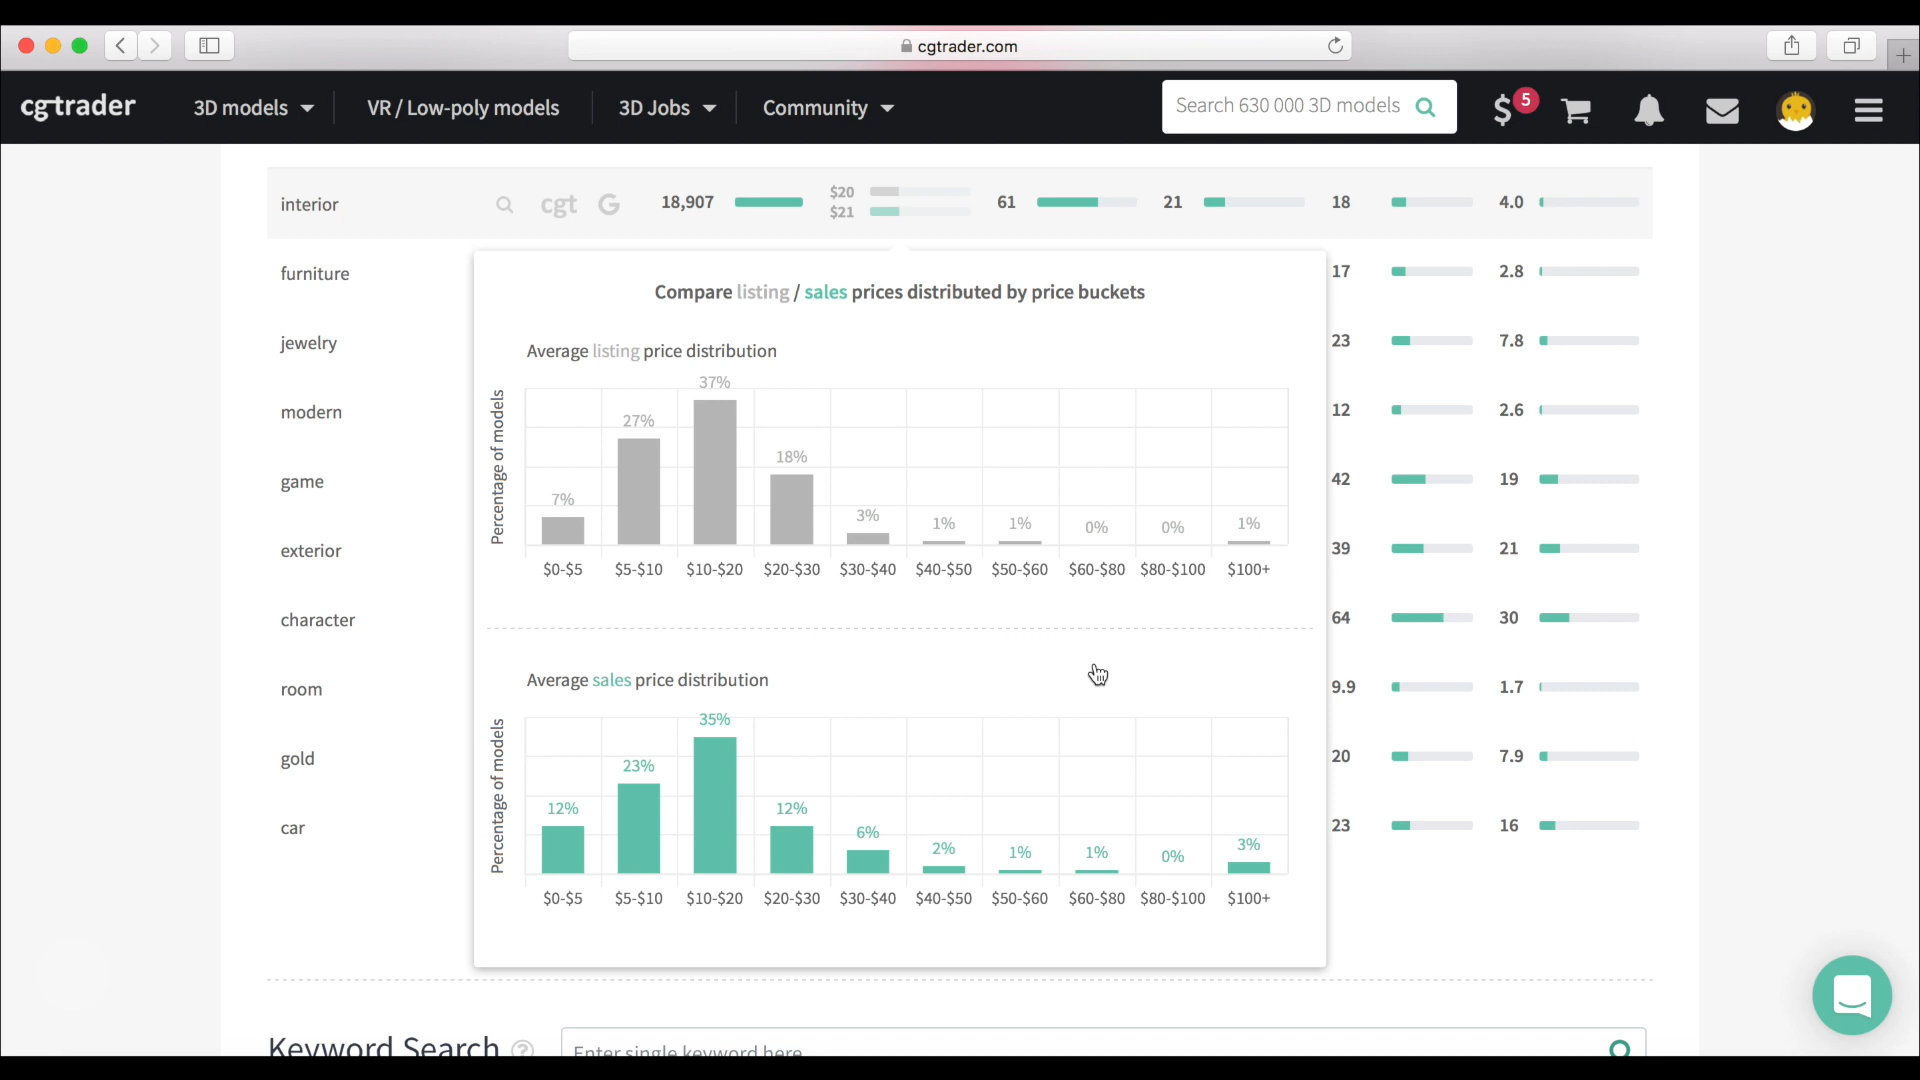 cgtrader.com
cgtrader
3D models
VR / Low-poly models
3D Jobs
Community
Search 630 000 3D models
$ 5
interior cgt G 18,907 $20 61 21 18 4.0
$21
furniture 17 2.8
Compare listing / sales prices distributed by price buckets
jewelry 23 7.8
Average listing price distribution
Percentage of models
7% 27% 37% 18% 3% 1% 1% 0% 0% 1%
$0-$5 $5-$10 $10-$20 $20-$30 $30-$40 $40-$50 $50-$60 $60-$80 $80-$100 $100+
modern 12 2.6
game 42 19
exterior 39 21
character 64 30
Average sales price distribution
Percentage of models
12% 23% 35% 12% 6% 2% 1% 1% 0% 3%
$0-$5 $5-$10 $10-$20 $20-$30 $30-$40 $40-$50 $50-$60 $60-$80 $80-$100 $100+
room 9.9 1.7
gold 20 7.9
car 23 16
Keyword Search ?
Enter single keyword here